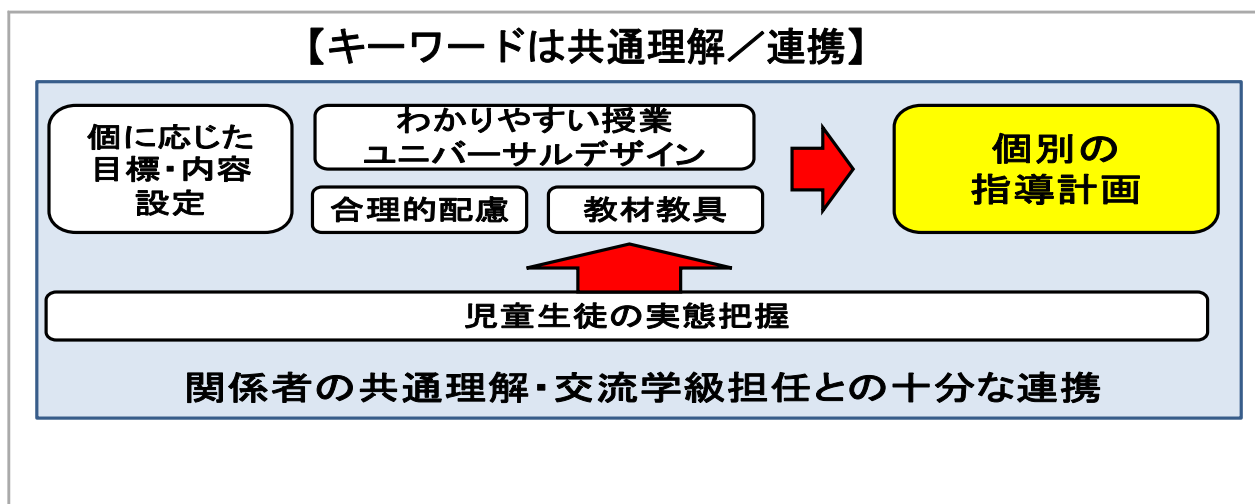 【キーワードは共通理解／連携】
個に応じた
目標・内容
設定
わかりやすい授業
ユニバーサルデザイン
合理的配慮
教材教具
個別の
指導計画
児童生徒の実態把握
関係者の共通理解・交流学級担任との十分な連携